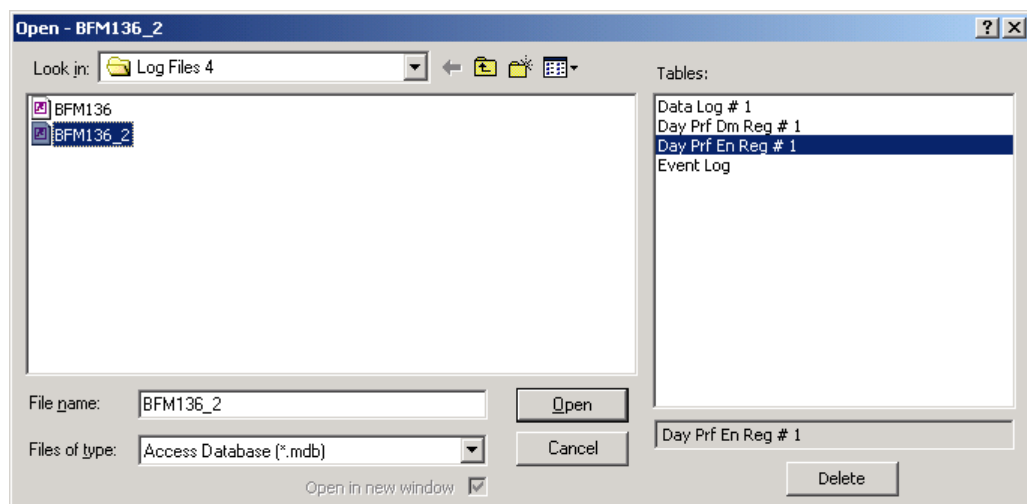 Open - BFM136_2
Look in: Log Files 4
BFM136
BFM136_2
File name: BFM136_2
Open
Files of type: Access Database (*.mdb)
Cancel
Open in new window
Tables:
Data Log # 1
Day Prf Dm Reg # 1
Day Prf En Reg # 1
Event Log
Day Prf En Reg # 1
Delete